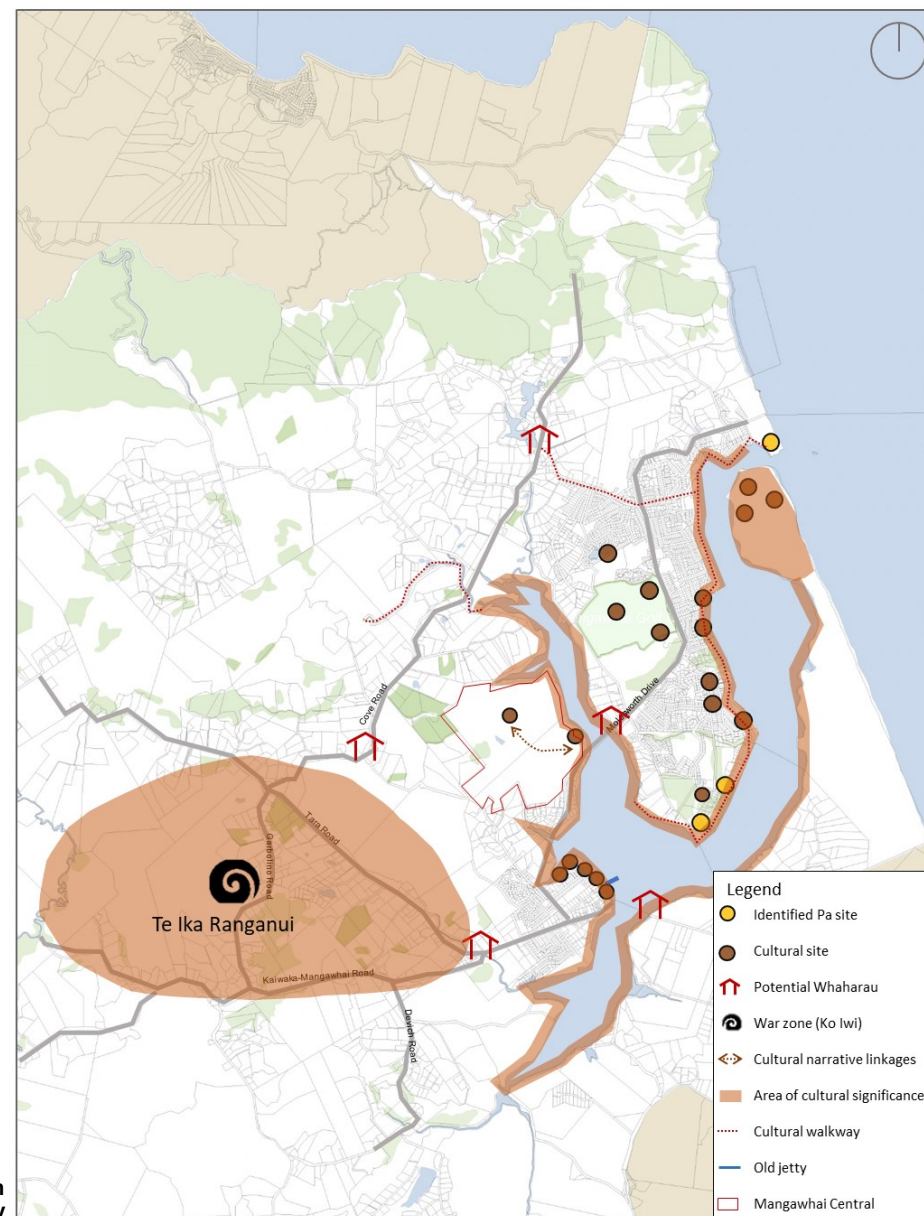 Cove Road
Molesworth Drive
Tara Road
Garbolino Road
Te Ika Ranganui
Kaiwaka-Mangawhai Road
Devich Road
Legend
Identified Pa site
Cultural site
Potential Whaharau
War zone (Ko Iwi)
Cultural narrative linkages
Area of cultural significance
Cultural walkway
Old jetty
Mangawhai Central